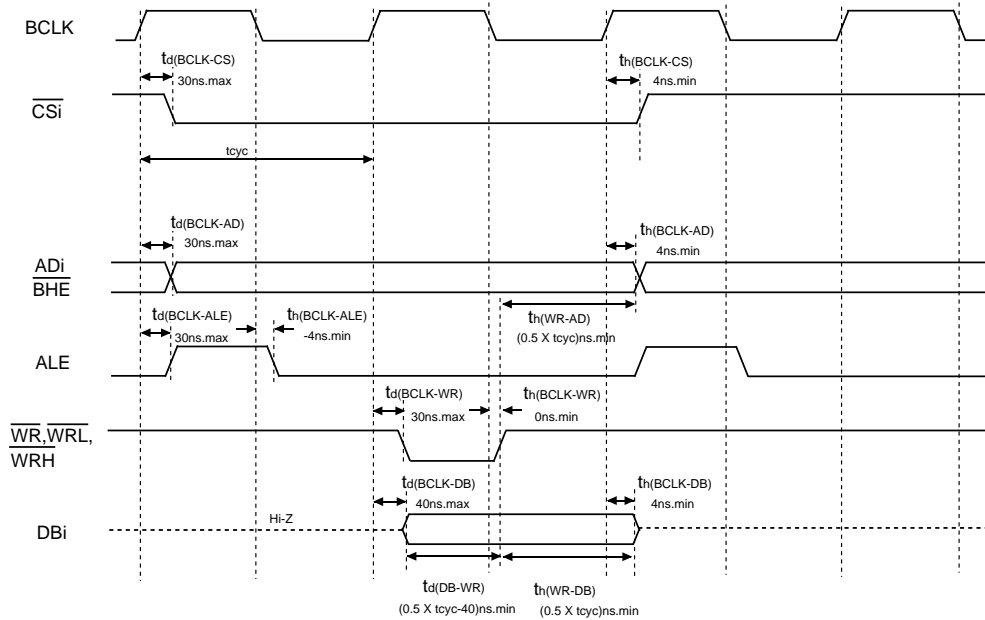 BCLK
td(BCLK-CS)
30ns.max
th(BCLK-CS)
4ns.min
CSi
tcyc
td(BCLK-AD)
30ns.max
th(BCLK-AD)
4ns.min
ADi
BHE
td(BCLK-ALE)
30ns.max
th(BCLK-ALE)
-4ns.min
th(WR-AD)
(0.5 X tcyc)ns.min
ALE
td(BCLK-WR)
30ns.max
th(BCLK-WR)
0ns.min
WR,WRL,
WRH
td(BCLK-DB)
40ns.max
th(BCLK-DB)
4ns.min
Hi-Z
DBi
td(DB-WR)
(0.5 X tcyc-40)ns.min
th(WR-DB)
(0.5 X tcyc)ns.min